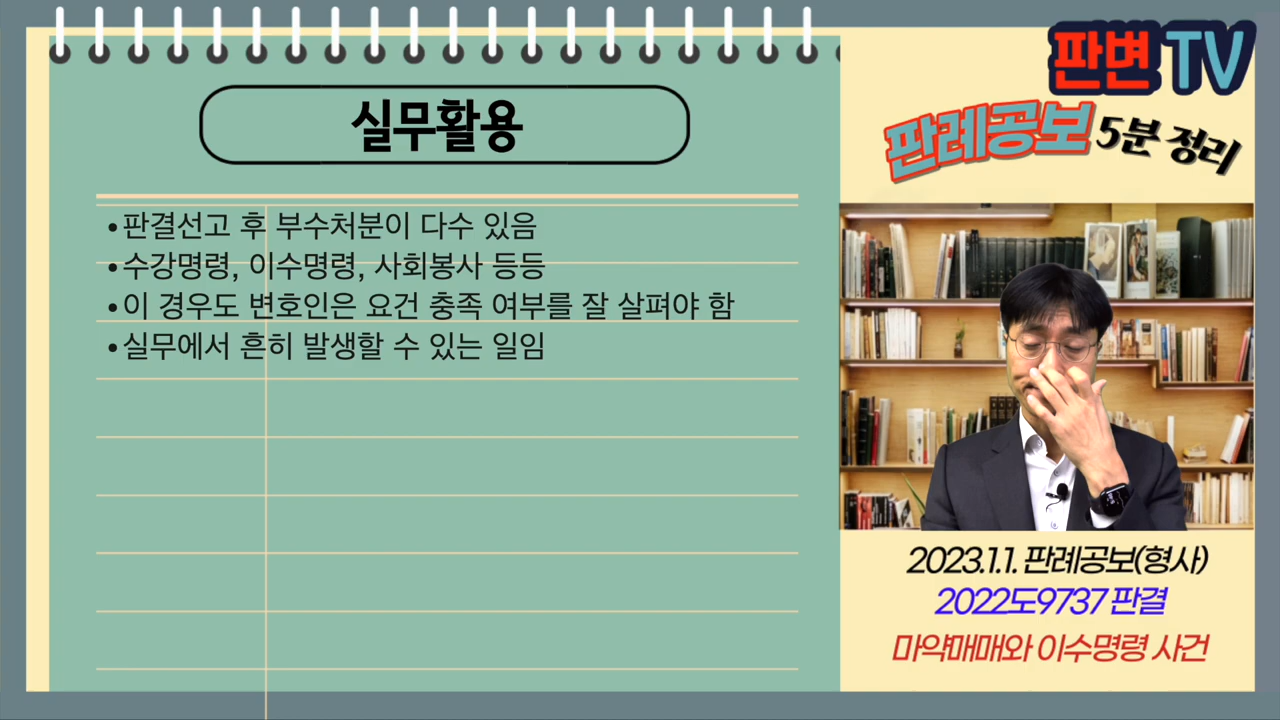 실무활용
•판결선고 후 부수처분이 다수 있음
•수강명령, 이수명령, 사회봉사 등등
•이 경우도 변호인은 요건 충족 여부를 잘 살펴야 함
•실무에서 흔히 발생할 수 있는 일임
판변 TV
판례공보 5분 정리
2023.1.1. 판례공보(형사)
2022도9737 판결
마약매매와 이수명령 사건